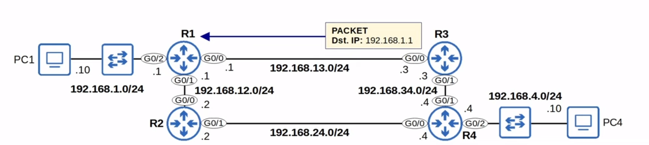 PACKET
Dst. IP: 192.168.1.1
R1
R3
PC1
.10
G0/2
.1
G0/0
.1
192.168.13.0/24
.3
192.168.1.0/24
G0/1
.1
.3
G0/1
192.168.12.0/24
192.168.34.0/24
192.168.4.0/24
G0/0
.2
.4
G0/1
.4
.10
R2
G0/1
.2
192.168.24.0/24
G0/0
.4
R4
G0/2
PC4